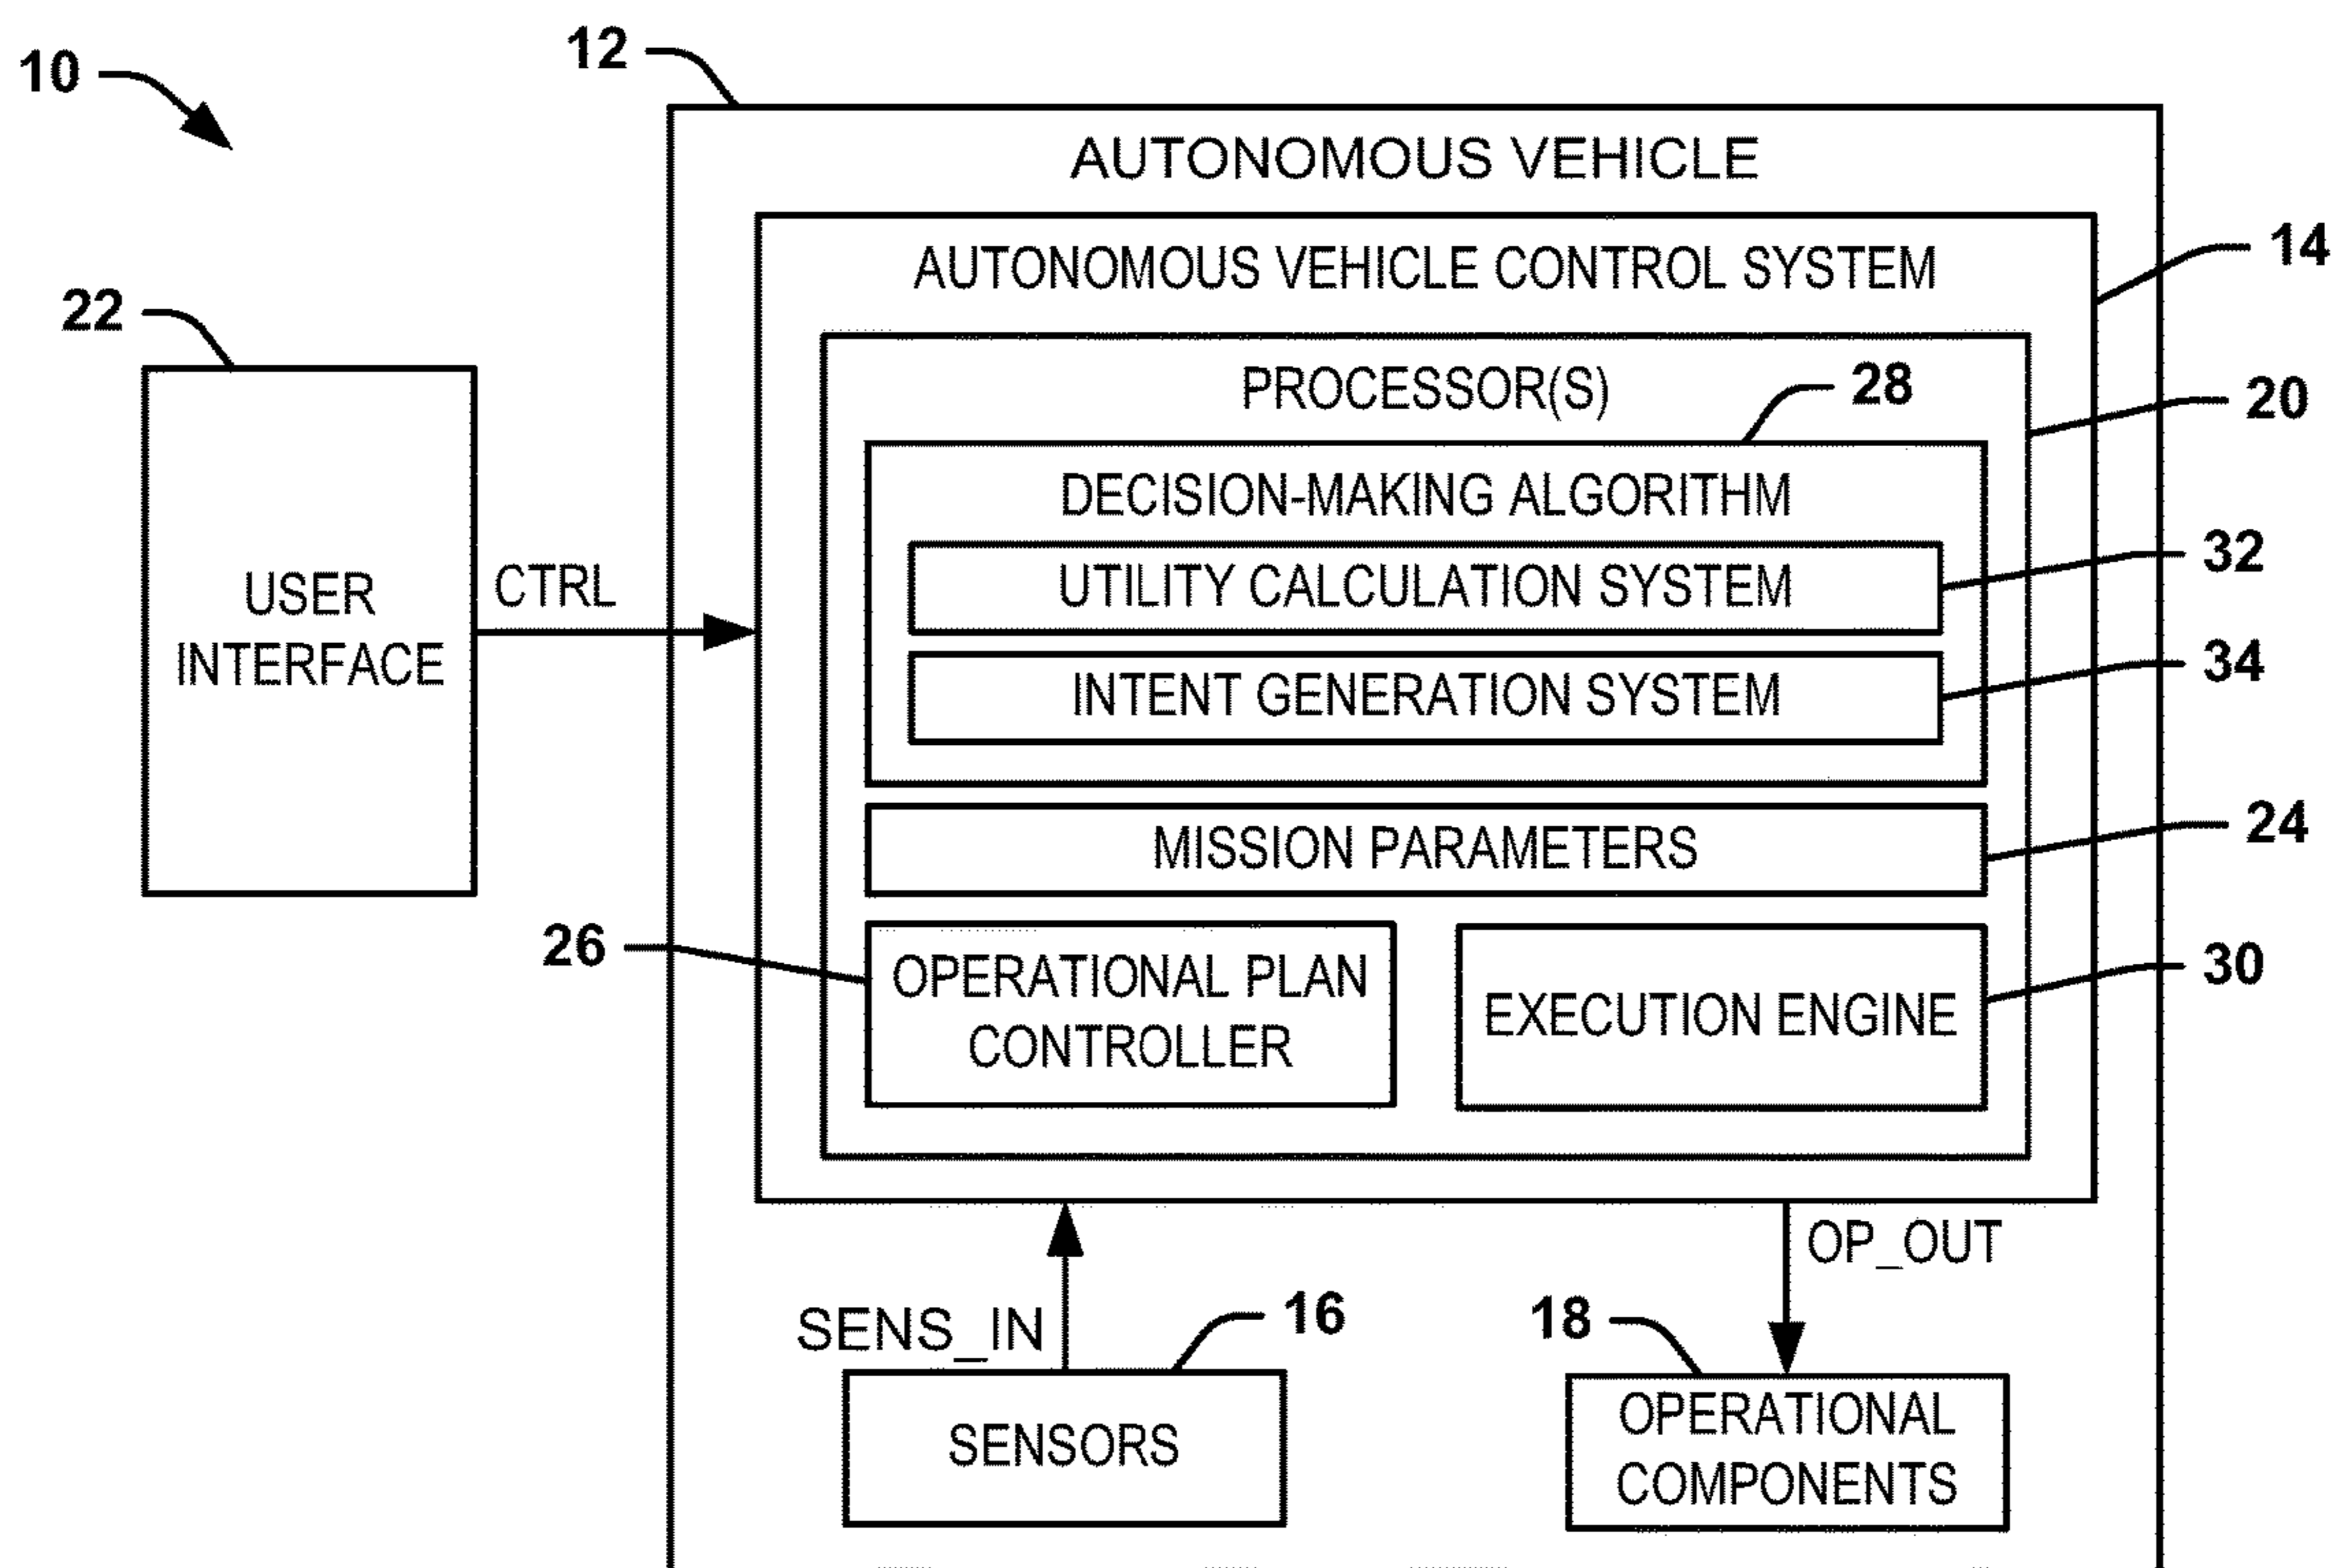 10
12
AUTONOMOUS VEHICLE
14
AUTONOMOUS VEHICLE CONTROL SYSTEM
22
PROCESSOR(S)
28
20
DECISION-MAKING ALGORITHM
32
UTILITY CALCULATION SYSTEM
USER
INTERFACE
CTRL
34
INTENT GENERATION SYSTEM
24
MISSION PARAMETERS
26
OPERATIONAL PLAN
CONTROLLER
30
EXECUTION ENGINE
OP_OUT
SENS_IN
16
18
SENSORS
OPERATIONAL
COMPONENTS